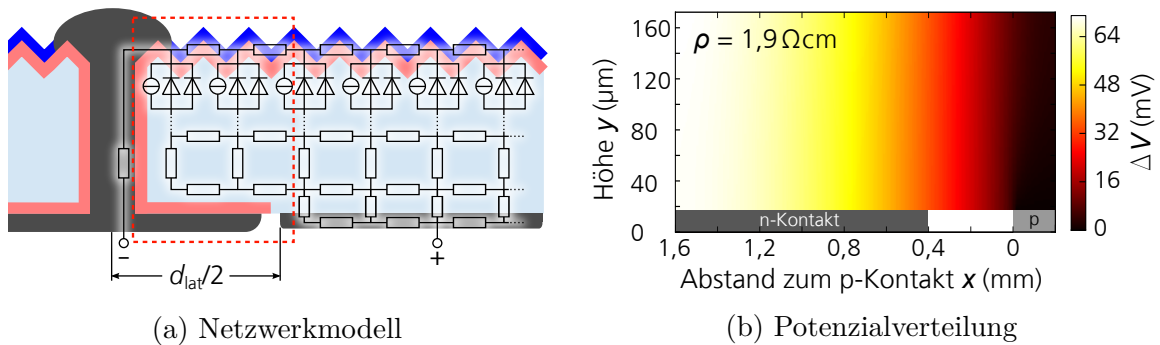 −
+
d_lat/2
(a) Netzwerkmodell
ρ = 1,9 Ωcm
160
120
80
40
0
Höhe y (µm)
n-Kontakt
p
1,6
1,2
0,8
0,4
0
Abstand zum p-Kontakt x (mm)
64
48
32
16
0
ΔV (mV)
(b) Potenzialverteilung